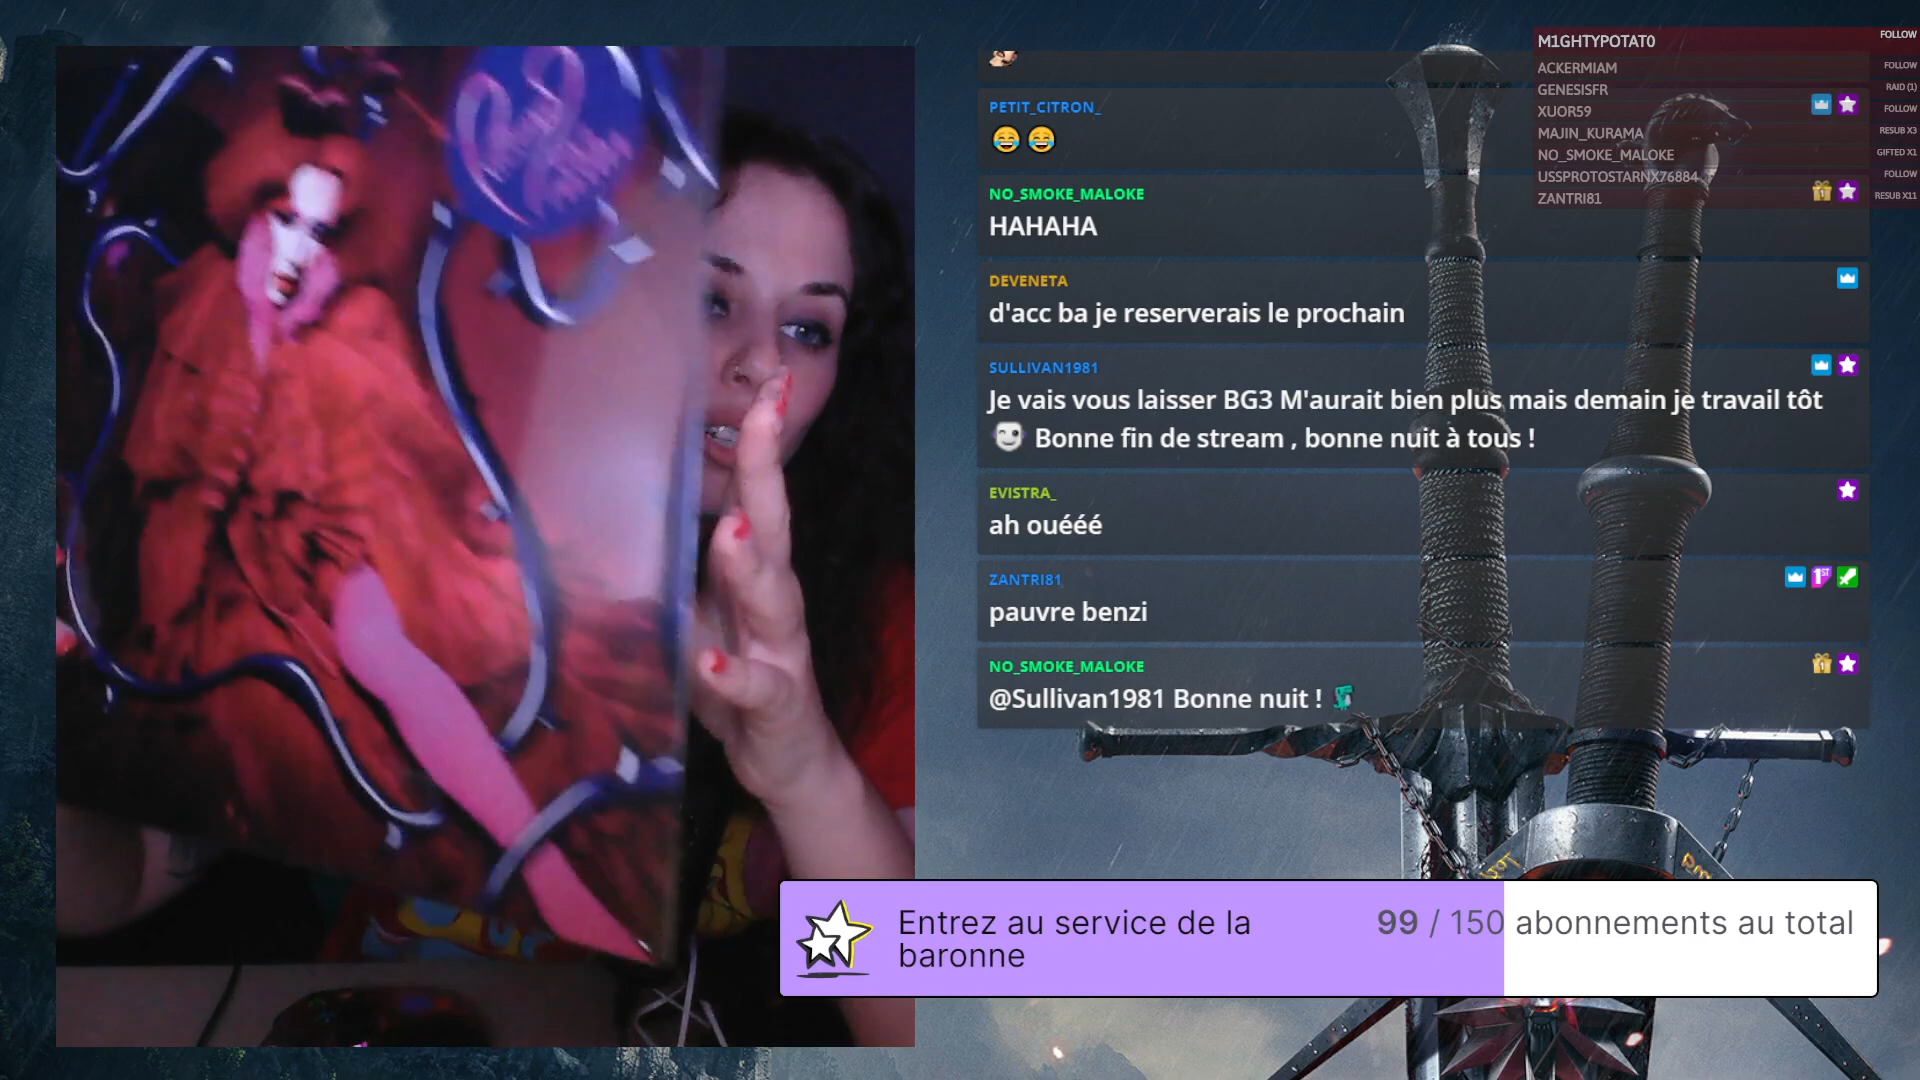 PETIT_CITRON_
NO_SMOKE_MALOKE
HAHAHA
DEVENETA
d'acc ba je reserverais le prochain
SULLIVAN1981
Je vais vous laisser BG3 M'aurait bien plus mais demain je travail tôt
Bonne fin de stream , bonne nuit à tous !
EVISTRA_
ah ouééé
ZANTRI81
1ST
pauvre benzi
NO_SMOKE_MALOKE
@Sullivan1981 Bonne nuit !
M1GHTYPOTAT0 FOLLOW
ACKERMIAM FOLLOW
GENESISFR RAID (1)
XUOR59 FOLLOW
MAJIN_KURAMA RESUB X3
NO_SMOKE_MALOKE GIFTED X1
USSPROTOSTARNX76884 FOLLOW
ZANTRI81 RESUB X11
Entrez au service de la
baronne
99 / 150 abonnements au total